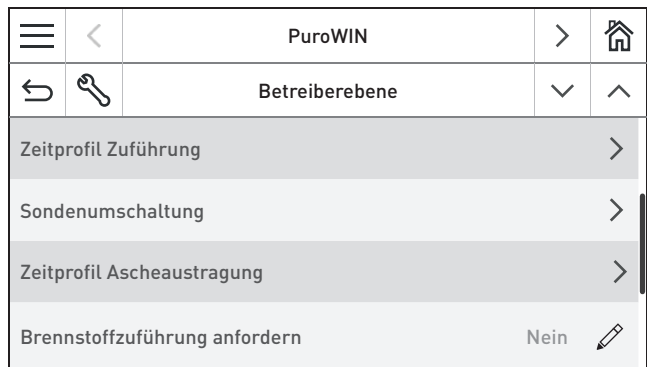 PuroWIN
Betreiberebene
Zeitprofil Zuführung
Sondenumschaltung
Zeitprofil Ascheaustragung
Brennstoffzuführung anfordern Nein